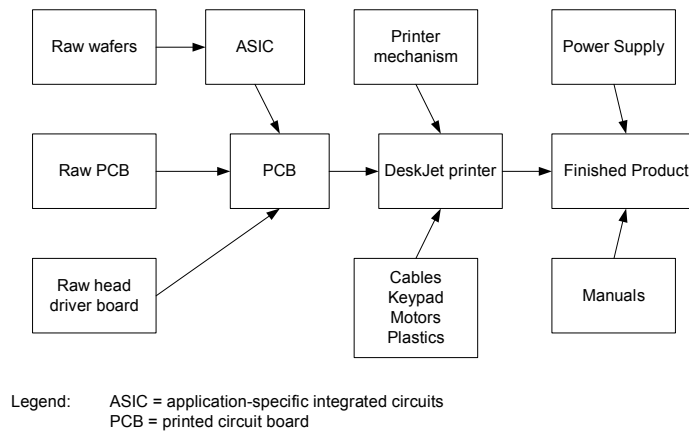 Raw wafers
ASIC
Printer
mechanism
Power Supply
Raw PCB
PCB
DeskJet printer
Finished Product
Raw head
driver board
Cables
Keypad
Motors
Plastics
Manuals
Legend: ASIC = application-specific integrated circuits
PCB = printed circuit board